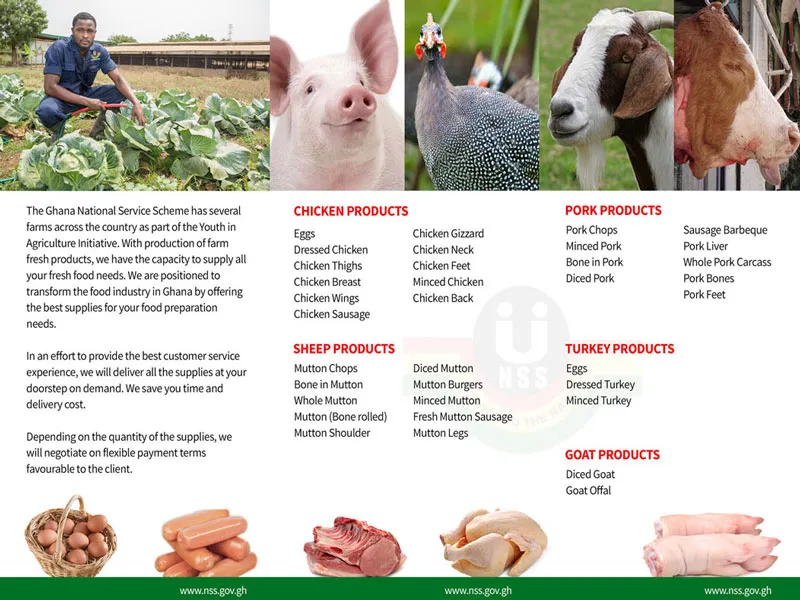 The Ghana National Service Scheme has several
farms across the country as part of the Youth in
Agriculture Initiative. With production of farm
fresh products, we have the capacity to supply all
your fresh food needs. We are positioned to
transform the food industry in Ghana by offering
the best supplies for your food preparation
needs.
In an effort to provide the best customer service
experience, we will deliver all the supplies at your
doorstep on demand. We save you time and
delivery cost.
Depending on the quantity of the supplies, we
will negotiate on flexible payment terms
favourable to the client.
CHICKEN PRODUCTS
Eggs
Dressed Chicken
Chicken Thighs
Chicken Breast
Chicken Wings
Chicken Sausage
Chicken Gizzard
Chicken Neck
Chicken Feet
Minced Chicken
Chicken Back
SHEEP PRODUCTS
Mutton Chops
Bone in Mutton
Whole Mutton
Mutton (Bone rolled)
Mutton Shoulder
Diced Mutton
Mutton Burgers
Minced Mutton
Fresh Mutton Sausage
Mutton Legs
NSS
PORK PRODUCTS
Pork Chops
Minced Pork
Bone in Pork
Diced Pork
Sausage Barbeque
Pork Liver
Whole Pork Carcass
Pork Bones
Pork Feet
TURKEY PRODUCTS
Eggs
Dressed Turkey
Minced Turkey
GOAT PRODUCTS
Diced Goat
Goat Offal
www.nss.gov.gh
www.nss.gov.gh
www.nss.gov.gh